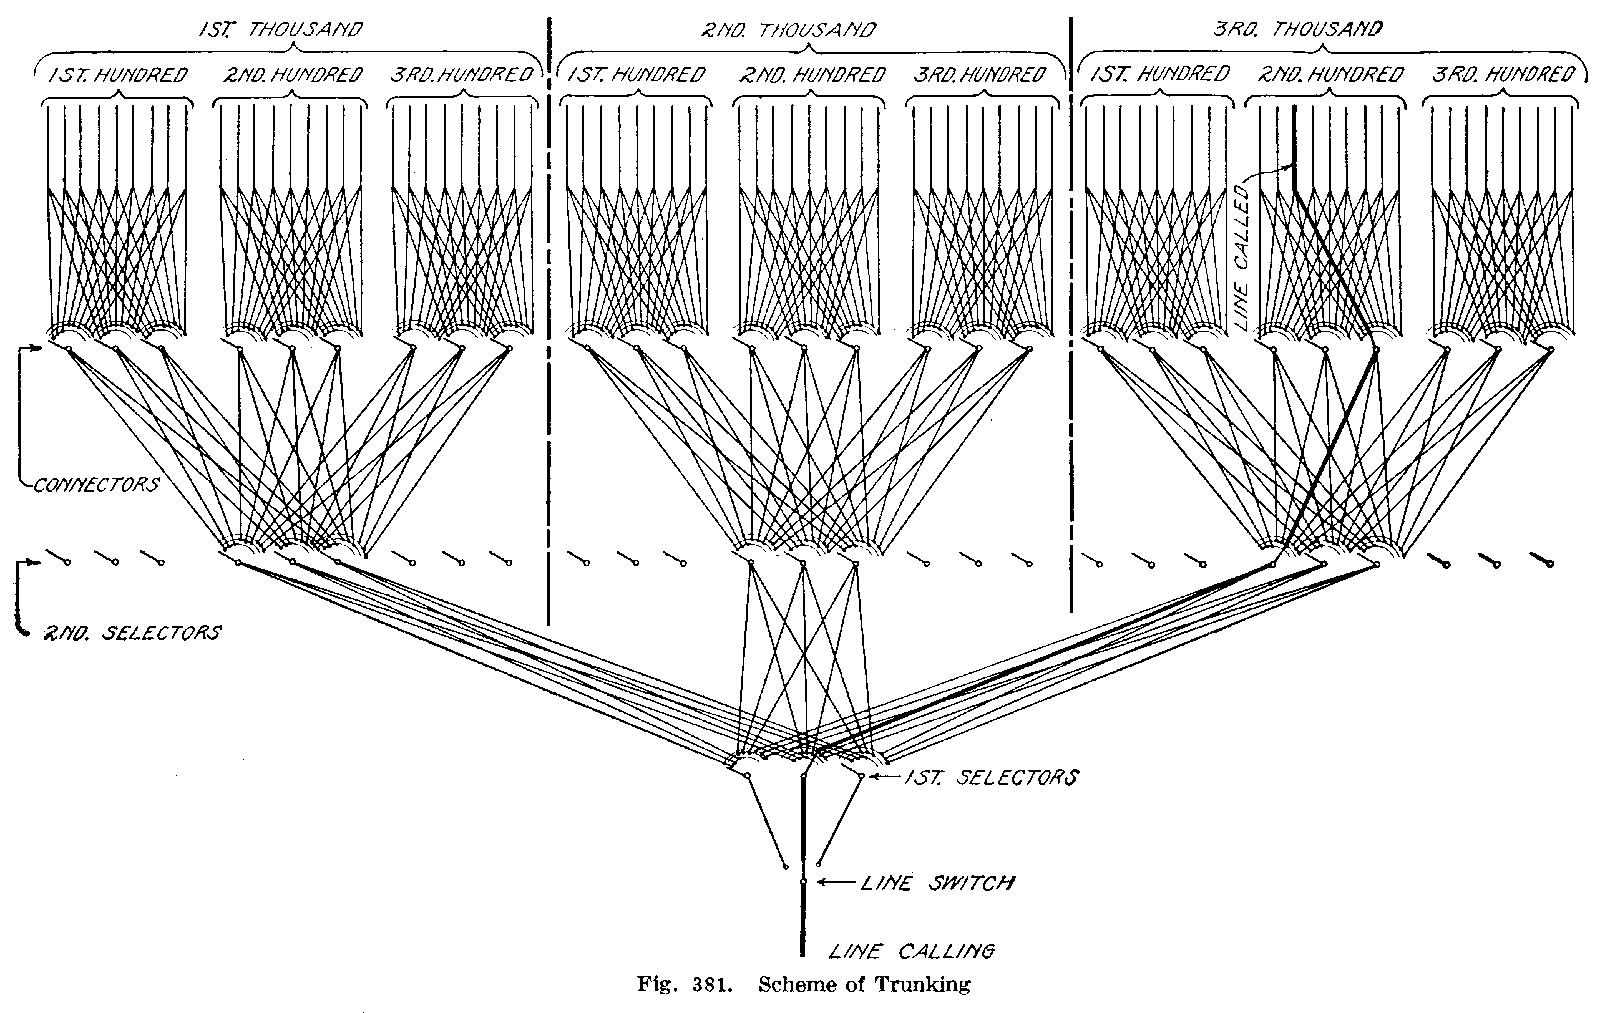 1ST. THOUSAND
2ND. THOUSAND
3RD. THOUSAND
1ST. HUNDRED
2ND. HUNDRED
3RD. HUNDRED
1ST. HUNDRED
2ND. HUNDRED
3RD. HUNDRED
1ST. HUNDRED
2ND. HUNDRED
3RD. HUNDRED
LINE CALLED
CONNECTORS
2ND. SELECTORS
1ST. SELECTORS
LINE SWITCH
LINE CALLING
Fig. 381. Scheme of Trunking